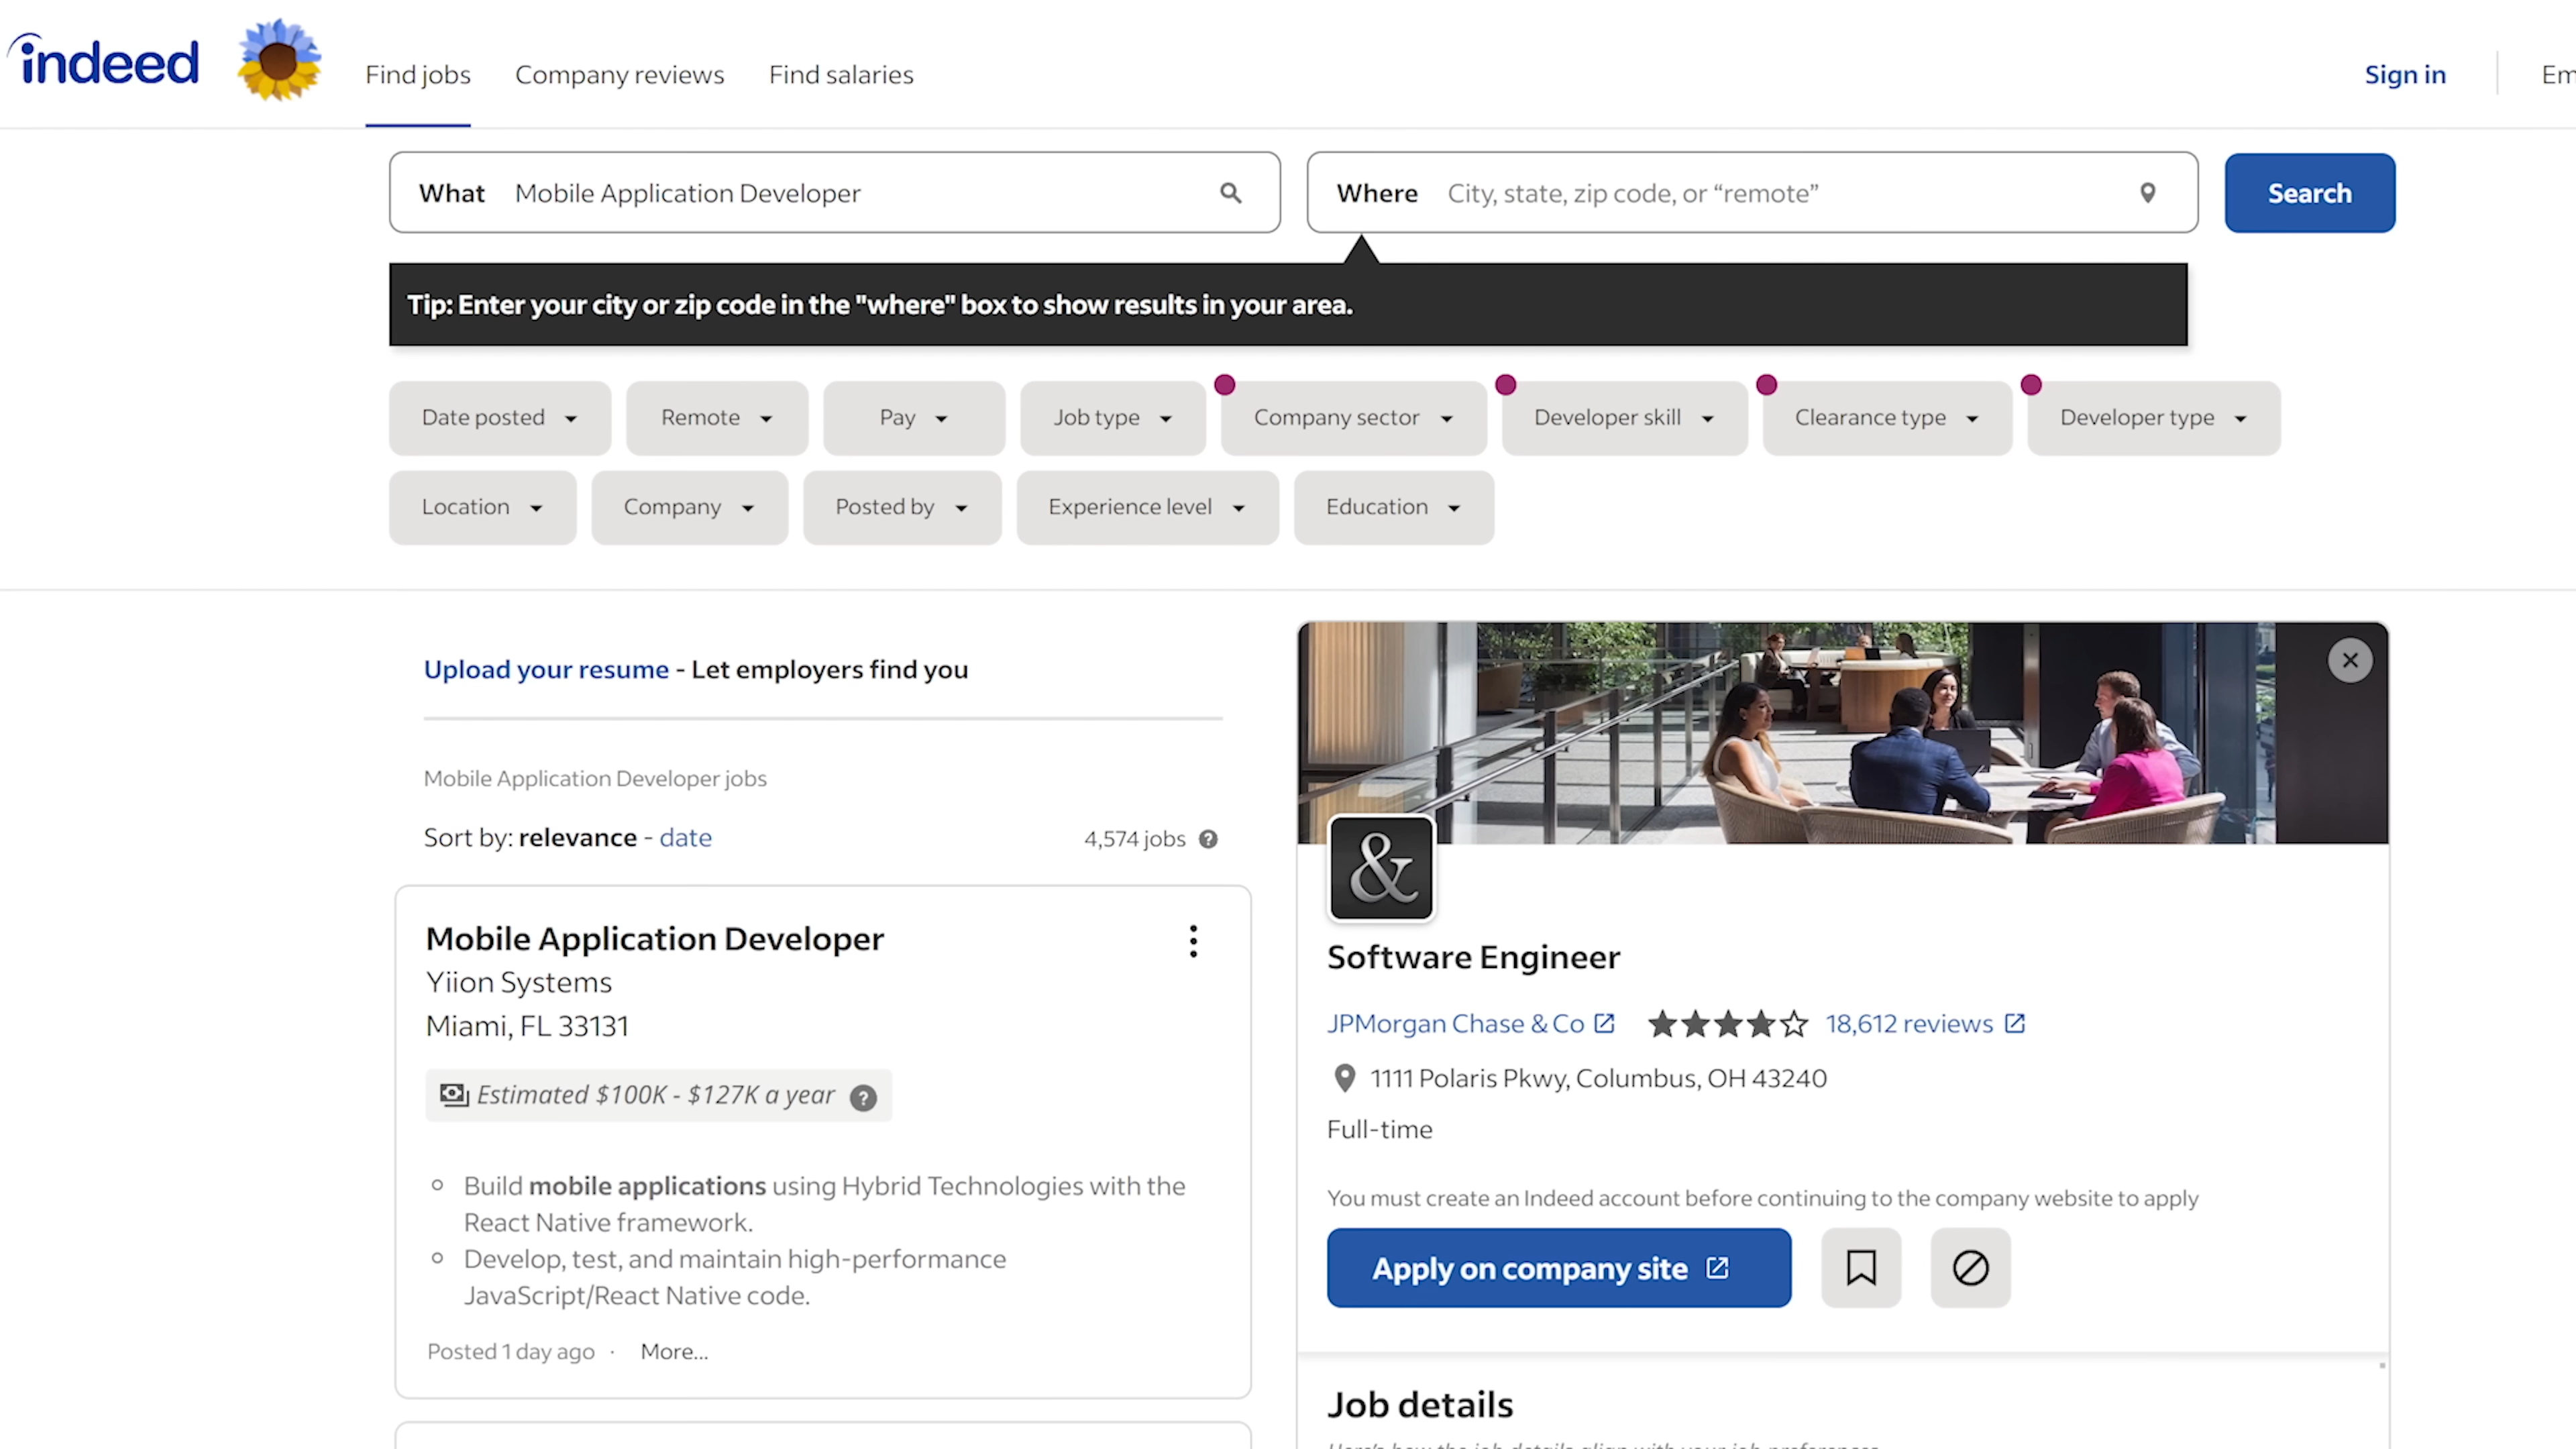 indeed
Find jobs
Company reviews
Find salaries
Sign in
What Mobile Application Developer
Where City, state, zip code, or “remote”
Search
Tip: Enter your city or zip code in the "where" box to show results in your area.
Date posted
Remote
Pay
Job type
Company sector
Developer skill
Clearance type
Developer type
Location
Company
Posted by
Experience level
Education
Upload your resume - Let employers find you
Mobile Application Developer jobs
Sort by: relevance - date
4,574 jobs
Mobile Application Developer
Yiion Systems
Miami, FL 33131
Estimated $100K - $127K a year
Build mobile applications using Hybrid Technologies with the
React Native framework.
Develop, test, and maintain high-performance
JavaScript/React Native code.
Posted 1 day ago · More...
&
Software Engineer
JPMorgan Chase & Co
18,612 reviews
1111 Polaris Pkwy, Columbus, OH 43240
Full-time
You must create an Indeed account before continuing to the company website to apply
Apply on company site
Job details